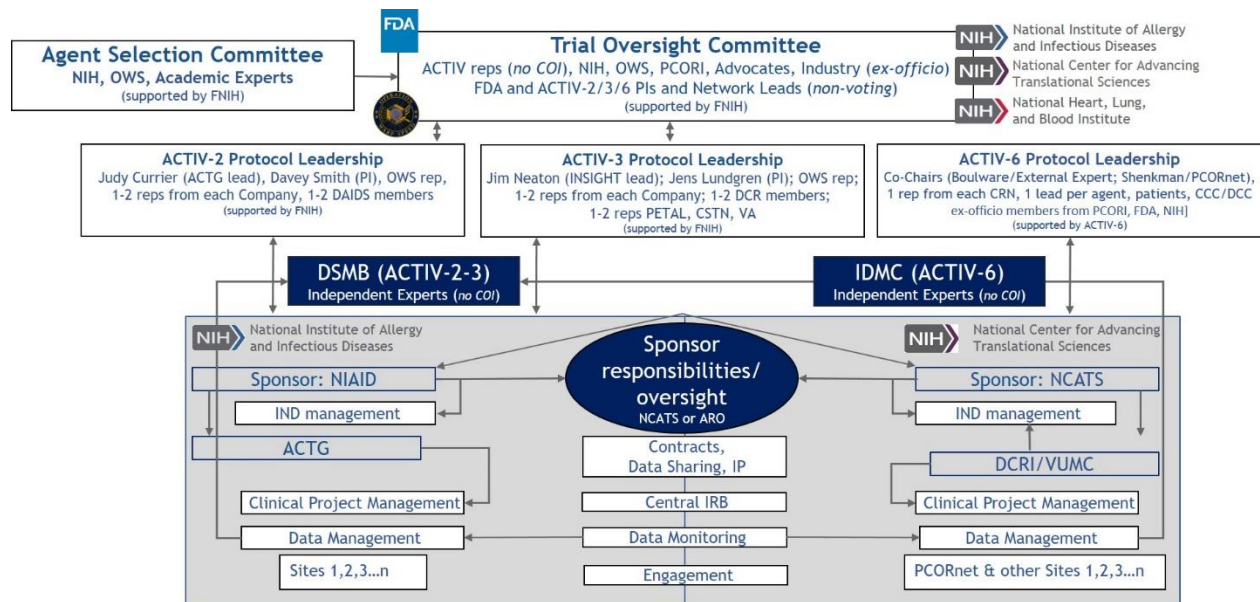 FDA
Agent Selection Committee
NIH, OWS, Academic Experts
(supported by FNIH)
Trial Oversight Committee
ACTIV reps (no COI), NIH, OWS, PCORI, Advocates, Industry (ex-officio)
FDA and ACTIV-2/3/6 PIs and Network Leads (non-voting)
(supported by FNIH)
NIH
National Institute of Allergy
and Infectious Diseases
NIH
National Center for Advancing
Translational Sciences
NIH
National Heart, Lung,
and Blood Institute
ACTIV-2 Protocol Leadership
Judy Currier (ACTG lead), Davey Smith (PI), OWS rep,
1-2 reps from each Company, 1-2 DAIDS members
(supported by FNIH)
ACTIV-3 Protocol Leadership
Jim Neaton (INSIGHT lead); Jens Lundgren (PI); OWS rep;
1-2 reps from each Company; 1-2 DCR members;
1-2 reps PETAL, CSTN, VA
(supported by FNIH)
ACTIV-6 Protocol Leadership
Co-Chairs (Boulware/External Expert; Shenkman/PCORnet),
1 rep from each CRN, 1 lead per agent, patients, CCC/DCC
ex-officio members from PCORI, FDA, NIH]
(supported by ACTIV-6)
DSMB (ACTIV-2-3)
Independent Experts (no COI)
IDMC (ACTIV-6)
Independent Experts (no COI)
NIH
National Institute of Allergy
and Infectious Diseases
Sponsor: NIAID
IND management
ACTG
Clinical Project Management
Data Management
Sites 1,2,3...n
Sponsor
responsibilities/
oversight
NCATS or ARO
Contracts,
Data Sharing, IP
Central IRB
Data Monitoring
Engagement
NIH
National Center for Advancing
Translational Sciences
Sponsor: NCATS
IND management
DCRI/VUMC
Clinical Project Management
Data Management
PCORnet & other Sites 1,2,3...n